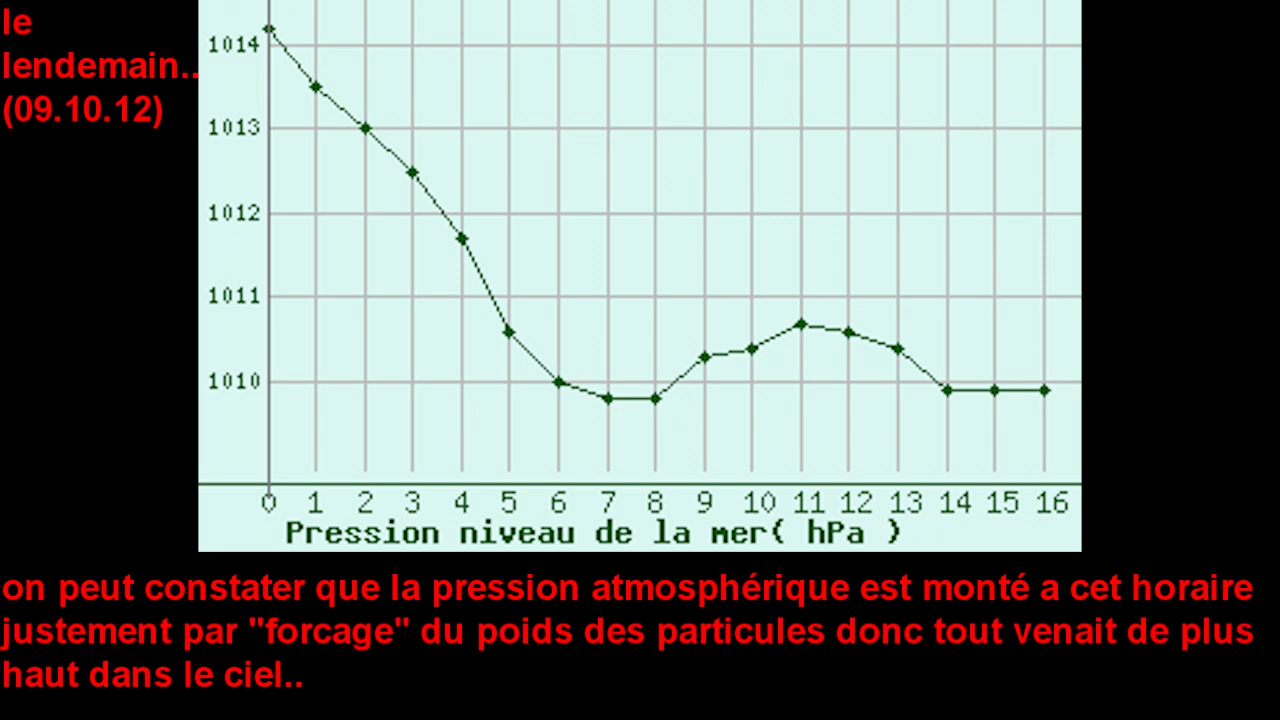 le
lendemain..
(09.10.12)
1014
1013
1012
1011
1010
0 1 2 3 4 5 6 7 8 9 10 11 12 13 14 15 16
Pression niveau de la mer( hPa )
on peut constater que la pression atmosphérique est monté a cet horaire
justement par "forcage" du poids des particules donc tout venait de plus
haut dans le ciel..